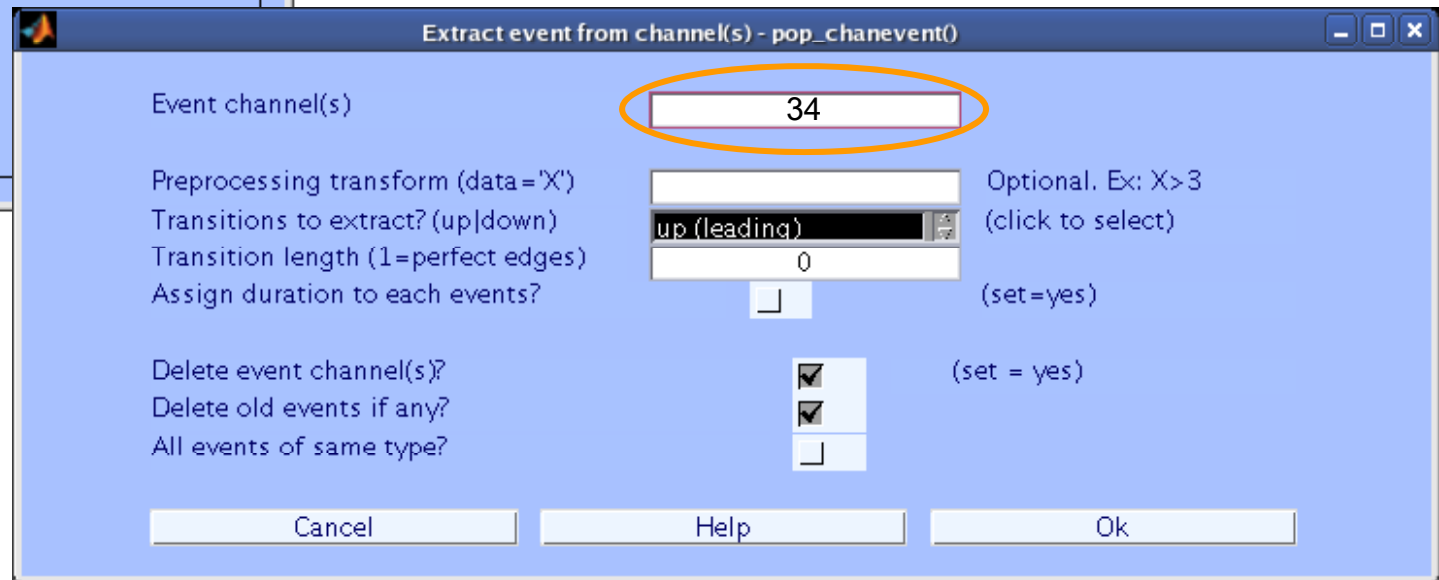 Extract event from channel(s) - pop_chanevent()
Event channel(s) 34
Preprocessing transform (data='X') Optional. Ex: X>3
Transitions to extract? (up|down) up (leading) (click to select)
Transition length (1=perfect edges) 0
Assign duration to each events? (set=yes)
Delete event channel(s)? (set = yes)
Delete old events if any?
All events of same type?
Cancel Help Ok